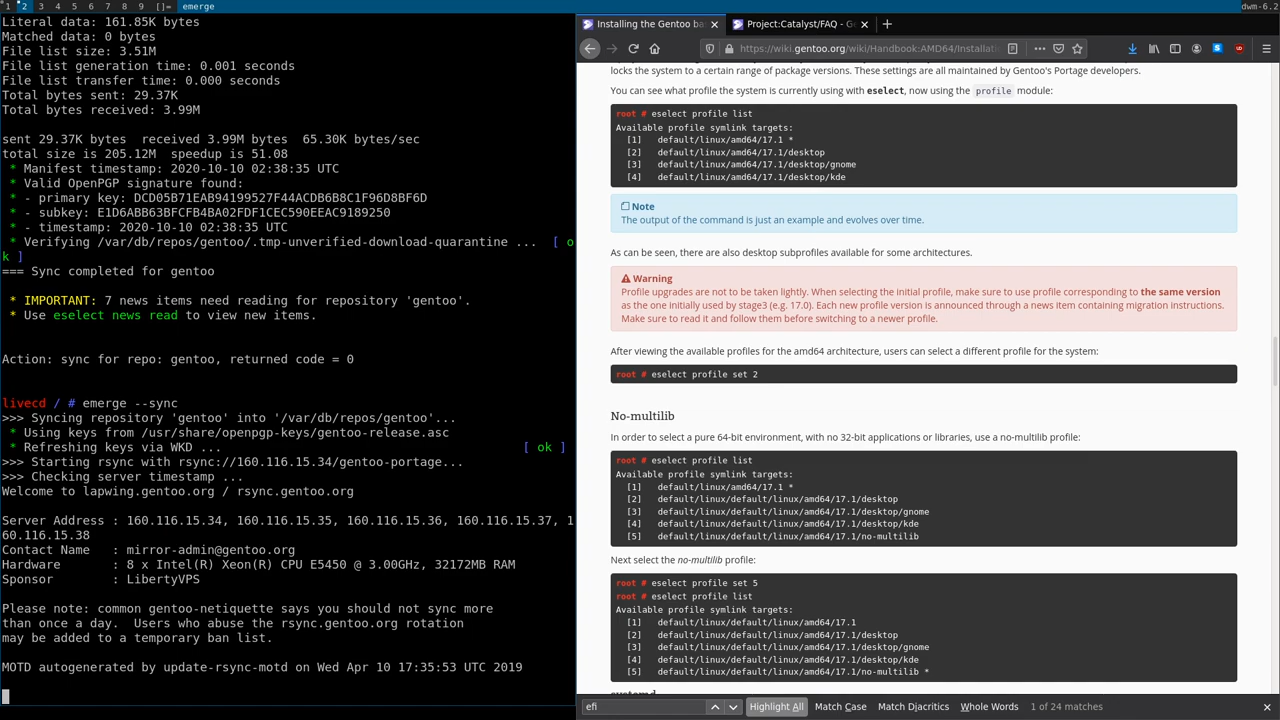 1 2 3 4 5 6 7 8 9 []= emerge
dwm-6.2
Literal data: 161.85K bytes
Matched data: 0 bytes
File list size: 3.51M
File list generation time: 0.001 seconds
File list transfer time: 0.000 seconds
Total bytes sent: 29.37K
Total bytes received: 3.99M
sent 29.37K bytes  received 3.99M bytes  65.30K bytes/sec
total size is 205.12M  speedup is 51.08
* Manifest timestamp: 2020-10-10 02:38:35 UTC
* Valid OpenPGP signature found:
* - primary key: DCD05B71EAB94199527F44ACDB6B8C1F96D8BF6D
* - subkey: E1D6ABB63BFCFB4BA02FDF1CEC590EEAC9189250
* - timestamp: 2020-10-10 02:38:35 UTC
* Verifying /var/db/repos/gentoo/.tmp-unverified-download-quarantine ...  [ o
k ]
=== Sync completed for gentoo
* IMPORTANT: 7 news items need reading for repository 'gentoo'.
* Use eselect news read to view new items.
Action: sync for repo: gentoo, returned code = 0
livecd / # emerge --sync
>>> Syncing repository 'gentoo' into '/var/db/repos/gentoo'...
* Using keys from /usr/share/openpgp-keys/gentoo-release.asc
* Refreshing keys via WKD ... [ ok ]
>>> Starting rsync with rsync://160.116.15.34/gentoo-portage...
>>> Checking server timestamp ...
Welcome to lapwing.gentoo.org / rsync.gentoo.org
Server Address : 160.116.15.34, 160.116.15.35, 160.116.15.36, 160.116.15.37, 1
60.116.15.38
Contact Name   : mirror-admin@gentoo.org
Hardware       : 8 x Intel(R) Xeon(R) CPU E5450 @ 3.00GHz, 32172MB RAM
Sponsor        : LibertyVPS
Please note: common gentoo-netiquette says you should not sync more
than once a day.  Users who abuse the rsync.gentoo.org rotation
may be added to a temporary ban list.
MOTD autogenerated by update-rsync-motd on Wed Apr 10 17:35:53 UTC 2019
Installing the Gentoo ba
Project:Catalyst/FAQ - G
https://wiki.gentoo.org/wiki/Handbook:AMD64/Installati
locks the system to a certain range of package versions. These settings are all maintained by Gentoo's Portage developers.
You can see what profile the system is currently using with eselect, now using the profile module:
root # eselect profile list
Available profile symlink targets:
[1]   default/linux/amd64/17.1 *
[2]   default/linux/amd64/17.1/desktop
[3]   default/linux/amd64/17.1/desktop/gnome
[4]   default/linux/amd64/17.1/desktop/kde
Note
The output of the command is just an example and evolves over time.
As can be seen, there are also desktop subprofiles available for some architectures.
Warning
Profile upgrades are not to be taken lightly. When selecting the initial profile, make sure to use profile corresponding to the same version
as the one initially used by stage3 (e.g. 17.0). Each new profile version is announced through a news item containing migration instructions.
Make sure to read it and follow them before switching to a newer profile.
After viewing the available profiles for the amd64 architecture, users can select a different profile for the system:
root # eselect profile set 2
No-multilib
In order to select a pure 64-bit environment, with no 32-bit applications or libraries, use a no-multilib profile:
root # eselect profile list
Available profile symlink targets:
[1]   default/linux/amd64/17.1 *
[2]   default/linux/default/linux/amd64/17.1/desktop
[3]   default/linux/default/linux/amd64/17.1/desktop/gnome
[4]   default/linux/default/linux/amd64/17.1/desktop/kde
[5]   default/linux/default/linux/amd64/17.1/no-multilib
Next select the no-multilib profile:
root # eselect profile set 5
root # eselect profile list
Available profile symlink targets:
[1]   default/linux/amd64/17.1
[2]   default/linux/default/linux/amd64/17.1/desktop
[3]   default/linux/default/linux/amd64/17.1/desktop/gnome
[4]   default/linux/default/linux/amd64/17.1/desktop/kde
[5]   default/linux/default/linux/amd64/17.1/no-multilib *
systemd
efi
Highlight All
Match Case
Match Diacritics
Whole Words
1 of 24 matches